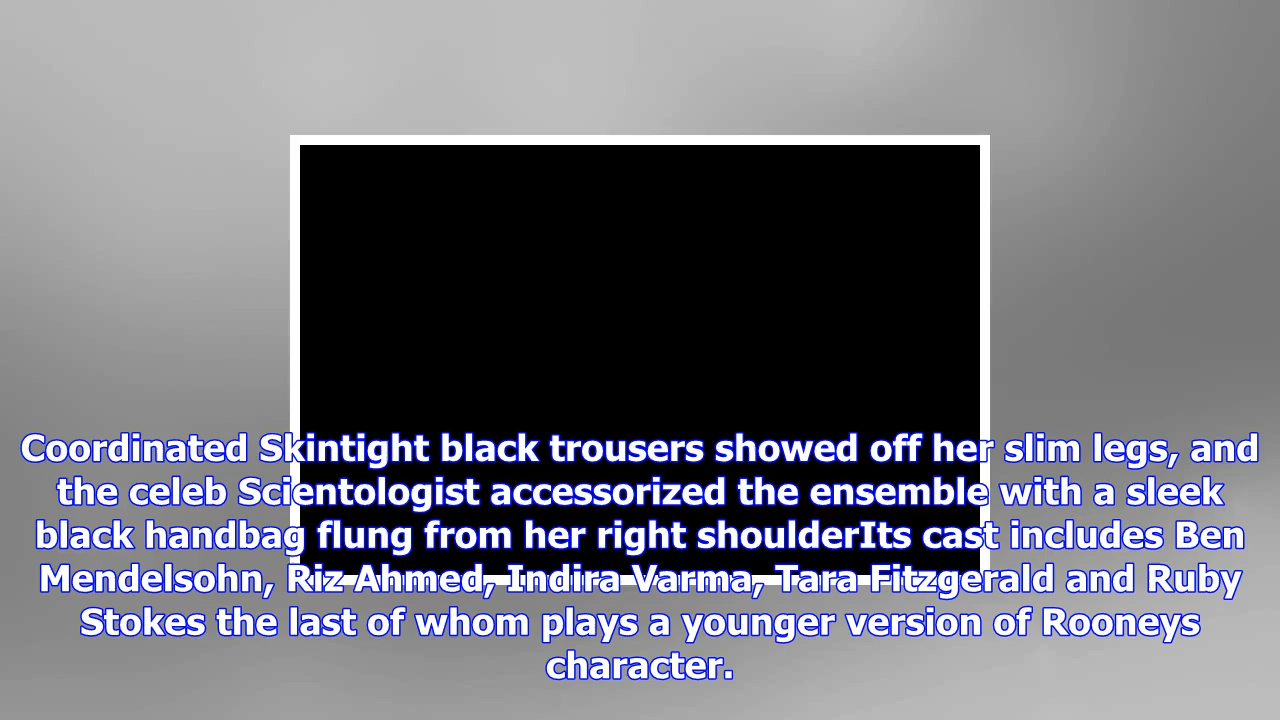 Coordinated Skintight black trousers showed off her slim legs, and
the celeb Scientologist accessorized the ensemble with a sleek
black handbag flung from her right shoulderIts cast includes Ben
Mendelsohn, Riz Ahmed, Indira Varma, Tara Fitzgerald and Ruby
Stokes the last of whom plays a younger version of Rooneys
character.